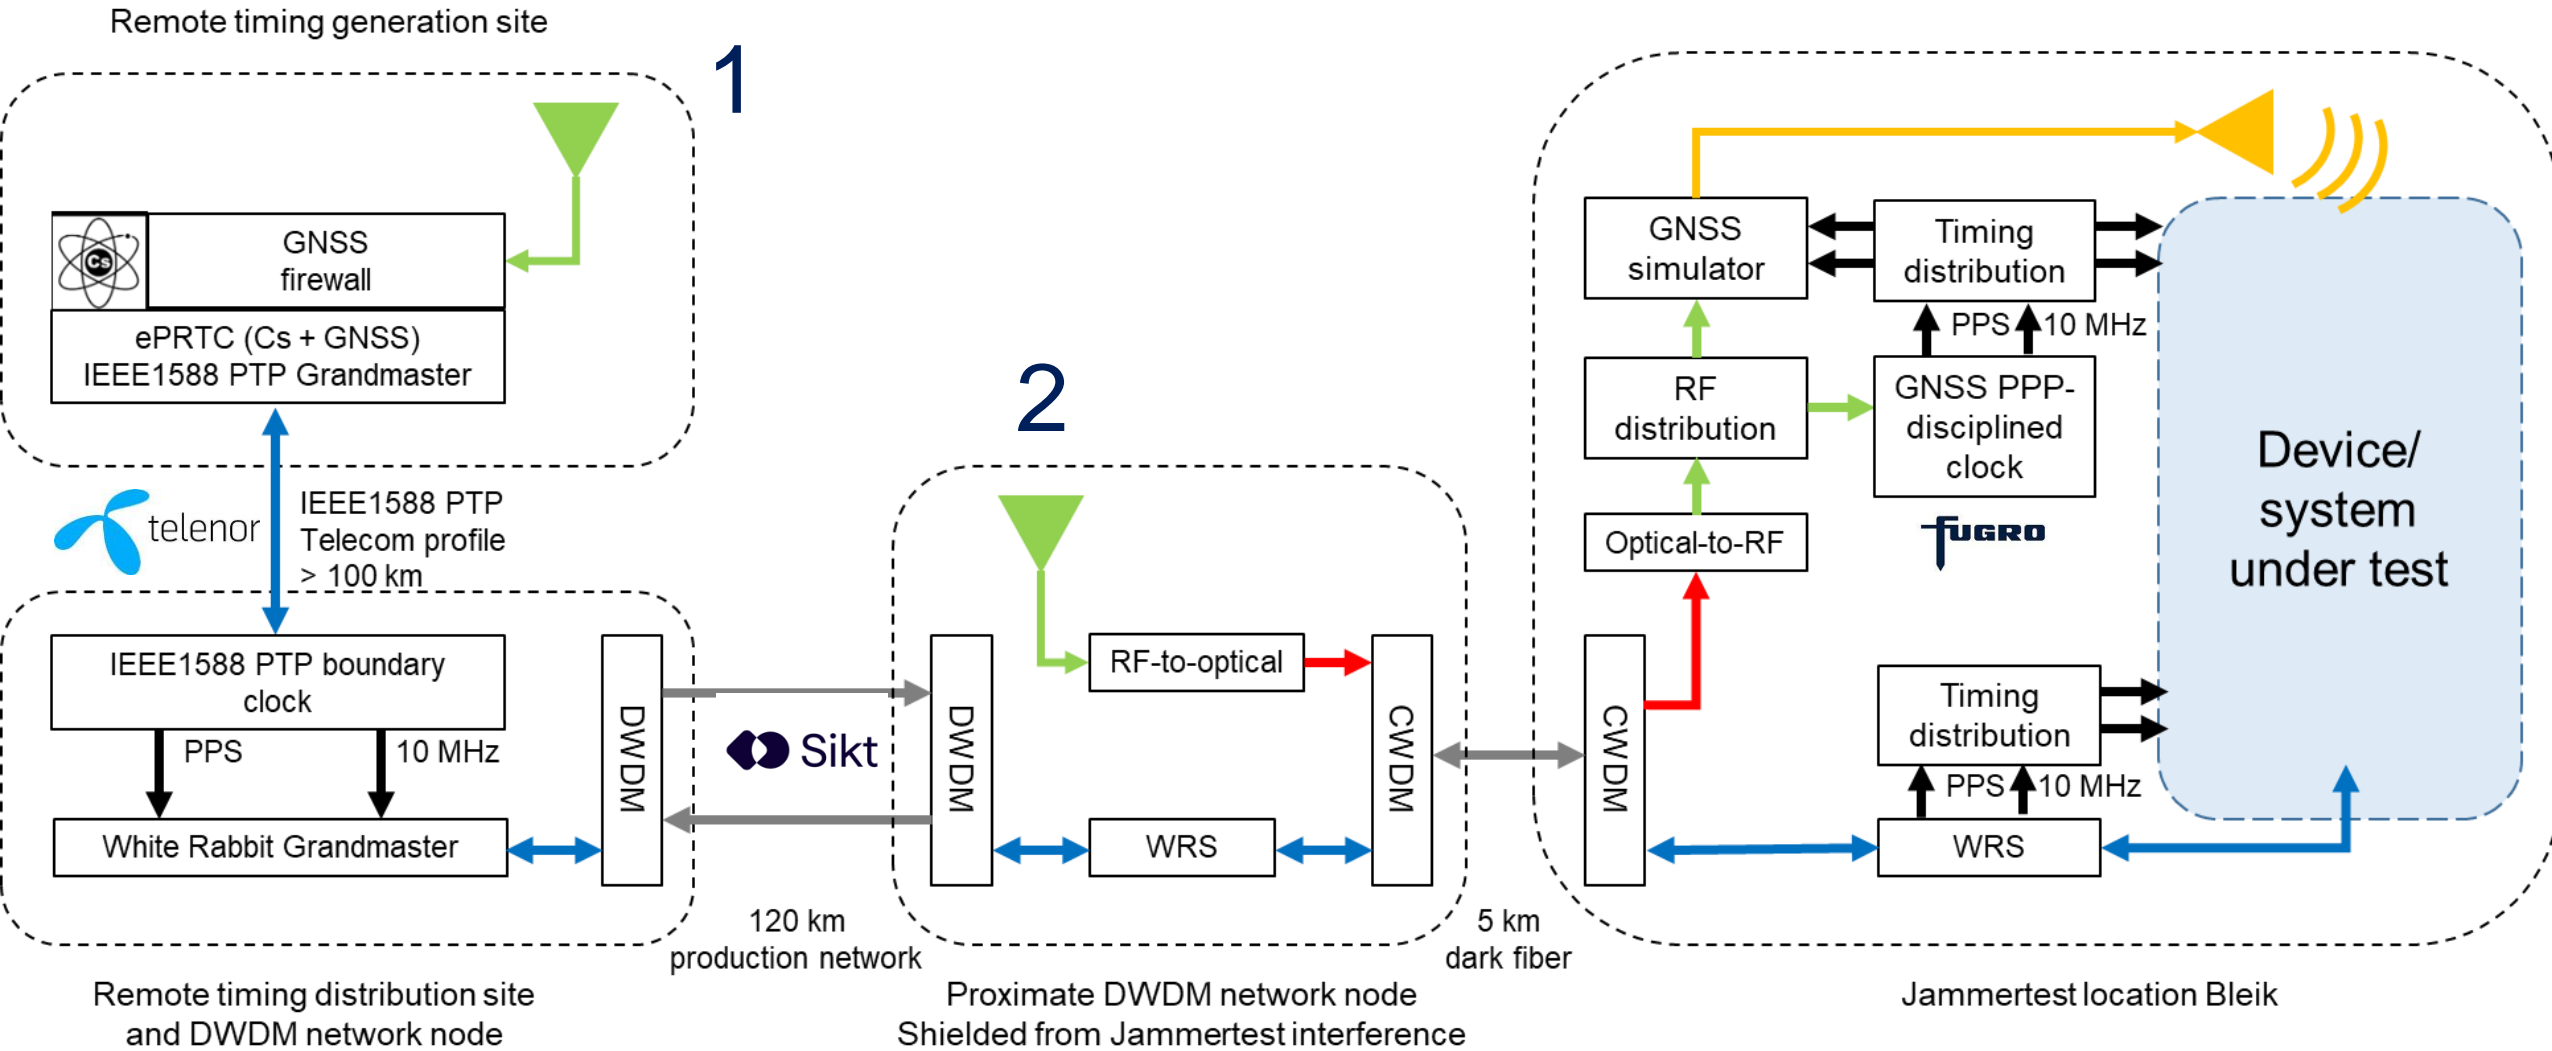 Remote timing generation site
1
GNSS
firewall
Cs
ePRTC (Cs + GNSS)
IEEE1588 PTP Grandmaster
telenor
IEEE1588 PTP
Telecom profile
> 100 km
IEEE1588 PTP boundary
clock
PPS
10 MHz
White Rabbit Grandmaster
DWDM
Remote timing distribution site
and DWDM network node
Sikt
120 km
production network
2
DWDM
RF-to-optical
WRS
CWDM
Proximate DWDM network node
Shielded from Jammertest interference
5 km
dark fiber
GNSS
simulator
Timing
distribution
PPS
10 MHz
RF
distribution
GNSS PPP-
disciplined
clock
Optical-to-RF
FUGRO
CWDM
Timing
distribution
PPS
10 MHz
WRS
Device/
system
under test
Jammertest location Bleik